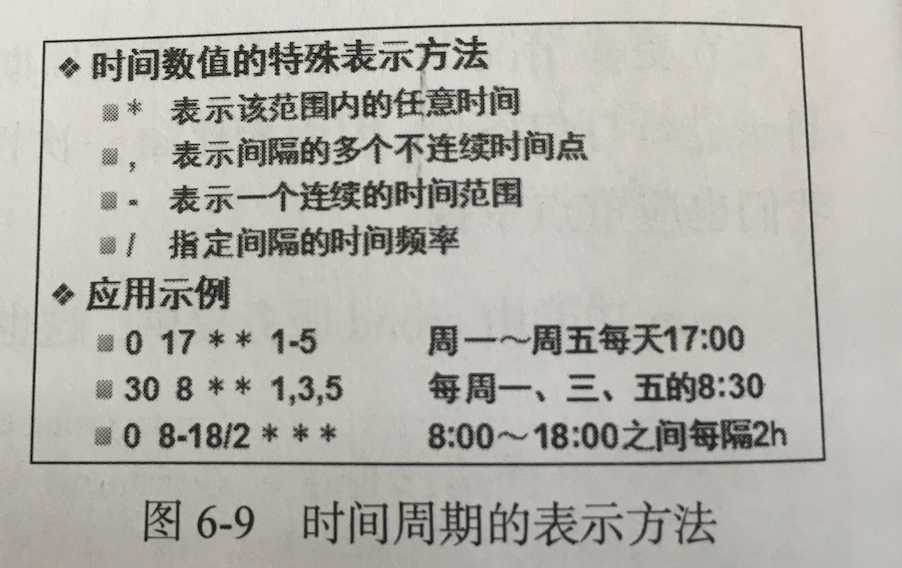 ❖ 时间数值的特殊表示方法
* 表示该范围内的任意时间
, 表示间隔的多个不连续时间点
- 表示一个连续的时间范围
/ 指定间隔的时间频率
❖ 应用示例
0 17 * * 1-5 周一~周五每天17:00
30 8 * * 1,3,5 每周一、三、五的8:30
0 8-18/2 * * * 8:00~18:00之间每隔2h
图 6-9 时间周期的表示方法